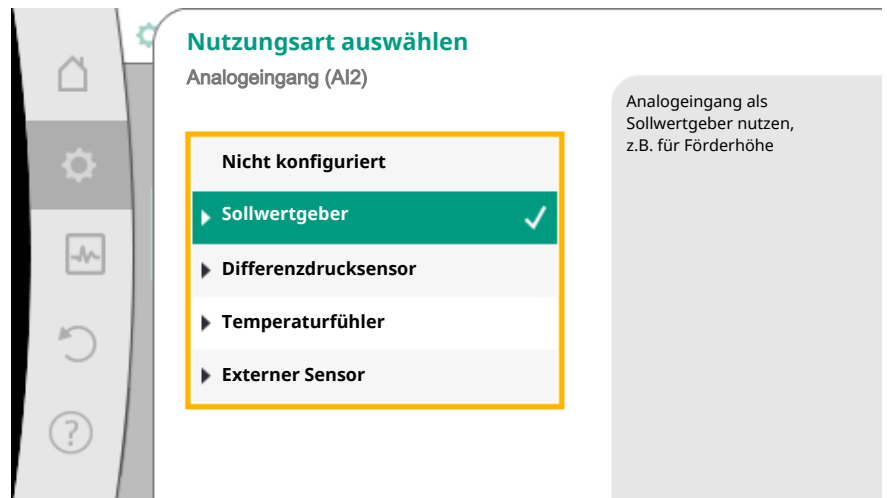 Nutzungsart auswählen
Analogeingang (AI2)
Nicht konfiguriert
Sollwertgeber
Differenzdrucksensor
Temperaturfühler
Externer Sensor
Analogeingang als
Sollwertgeber nutzen,
z.B. für Förderhöhe
?